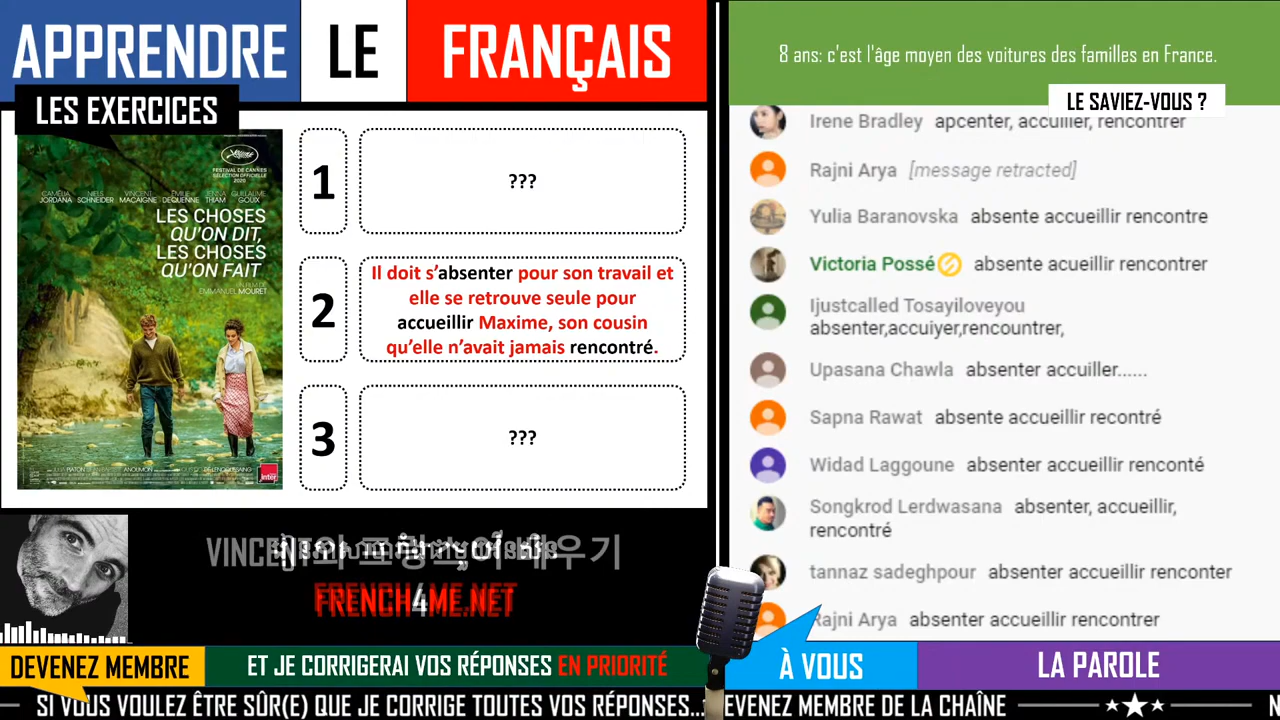 APPRENDRE LE FRANÇAIS
LES EXERCICES
FESTIVAL DE CANNES
2020
CAMÉLIA JORDANA
NIELS SCHNEIDER
VINCENT MACAIGNE
ÉMILIE DEQUENNE
JENNA THIAM
GUILLAUME GOUIX
LES CHOSES
QU'ON DIT,
LES CHOSES
QU'ON FAIT
UN FILM DE
EMMANUEL MOURET
inter
1
???
2
Il doit s'absenter pour son travail et
elle se retrouve seule pour
accueillir Maxime, son cousin
qu'elle n'avait jamais rencontré.
3
???
FRENCH4ME.NET
DEVENEZ MEMBRE
ET JE CORRIGERAI VOS RÉPONSES EN PRIORITÉ
SI VOUS VOULEZ ÊTRE SÛR(E) QUE JE CORRIGE TOUTES VOS RÉPONSES...
8 ans: c'est l'âge moyen des voitures des familles en France.
LE SAVIEZ-VOUS ?
Irene Bradley apcenter, accuillier, rencontrer
Rajni Arya [message retracted]
Yulia Baranovska absente accueillir rencontre
Victoria Possé absente acueillir rencontrer
Ijustcalled Tosayiloveyou
absenter,accuiyer,rencountrer,
Upasana Chawla absenter accuiller......
Sapna Rawat absente accueillir recontré
Widad Laggoune absenter accueillir renconté
Songkrod Lerdwasana absenter, accueillir,
rencontré
tannaz sadeghpour absenter accueillir renconter
Rajni Arya absenter accueillir rencontrer
À VOUS
LA PAROLE
EVENEZ MEMBRE DE LA CHAÎNE
N